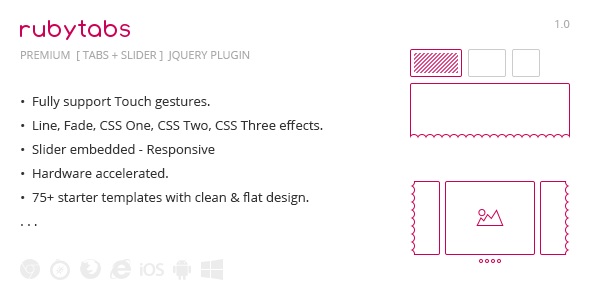 rubytabs
1.0
PREMIUM [ TABS + SLIDER ] JQUERY PLUGIN
• Fully support Touch gestures.
• Line, Fade, CSS One, CSS Two, CSS Three effects.
• Slider embedded - Responsive
• Hardware accelerated.
• 75+ starter templates with clean & flat design.
. . .
iOS